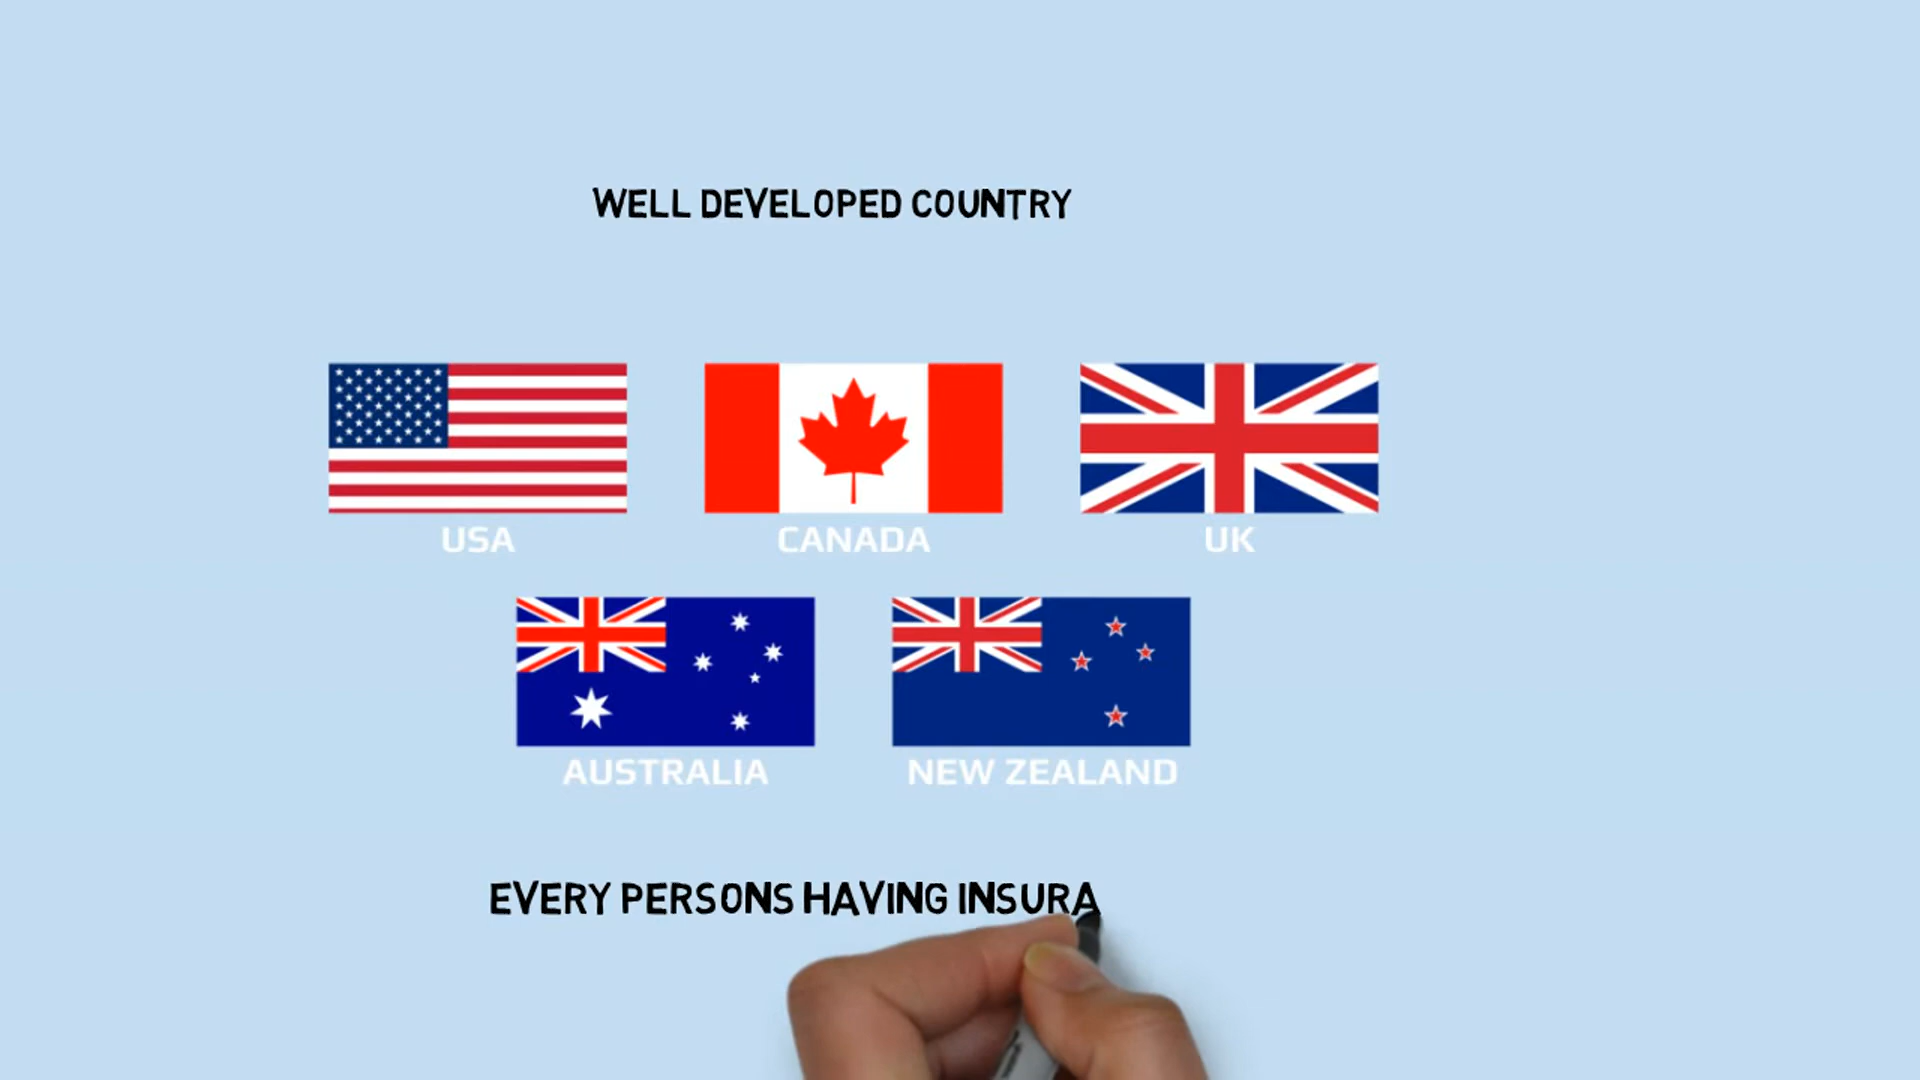 WELL DEVELOPED COUNTRY
USA CANADA UK
AUSTRALIA NEW ZEALAND
EVERY PERSONS HAVING INSURA